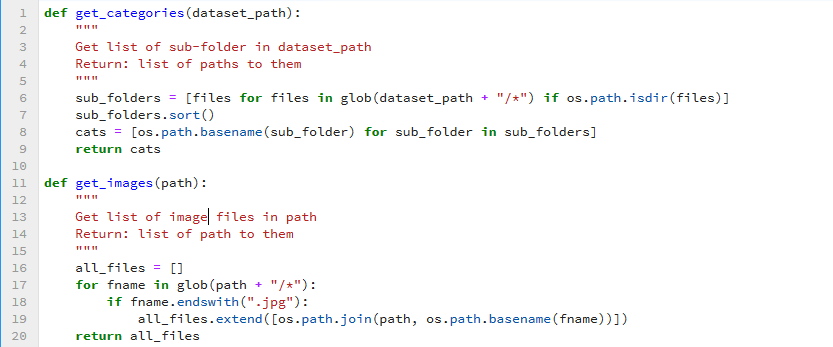 1 def get_categories(dataset_path):
2     """
3     Get list of sub-folder in dataset_path
4     Return: list of paths to them
5     """
6     sub_folders = [files for files in glob(dataset_path + "/*") if os.path.isdir(files)]
7     sub_folders.sort()
8     cats = [os.path.basename(sub_folder) for sub_folder in sub_folders]
9     return cats
10
11 def get_images(path):
12     """
13     Get list of image files in path
14     Return: list of path to them
15     """
16     all_files = []
17     for fname in glob(path + "/*"):
18         if fname.endswith(".jpg"):
19             all_files.extend([os.path.join(path, os.path.basename(fname))])
20     return all_files